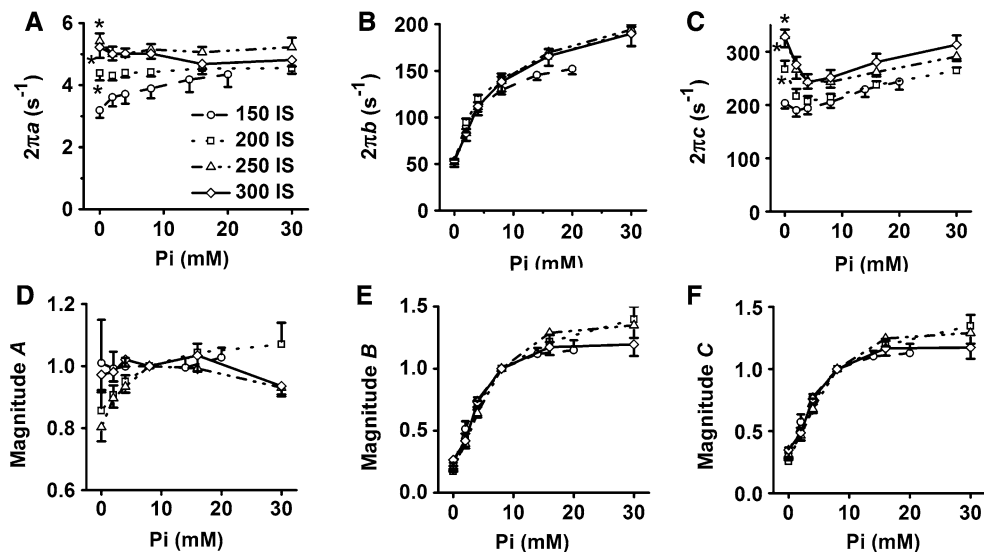 A
B
C
6
4
2
0
2πa (s⁻¹)
*
*
*
150 IS
200 IS
250 IS
300 IS
0 10 20 30
Pi (mM)
200
150
100
50
0
2πb (s⁻¹)
0 10 20 30
Pi (mM)
300
200
100
0
2πc (s⁻¹)
*
*
*
0 10 20 30
Pi (mM)
D
E
F
1.2
1.0
0.8
0.6
Magnitude A
0 10 20 30
Pi (mM)
1.5
1.0
0.5
0.0
Magnitude B
0 10 20 30
Pi (mM)
1.5
1.0
0.5
0.0
Magnitude C
0 10 20 30
Pi (mM)